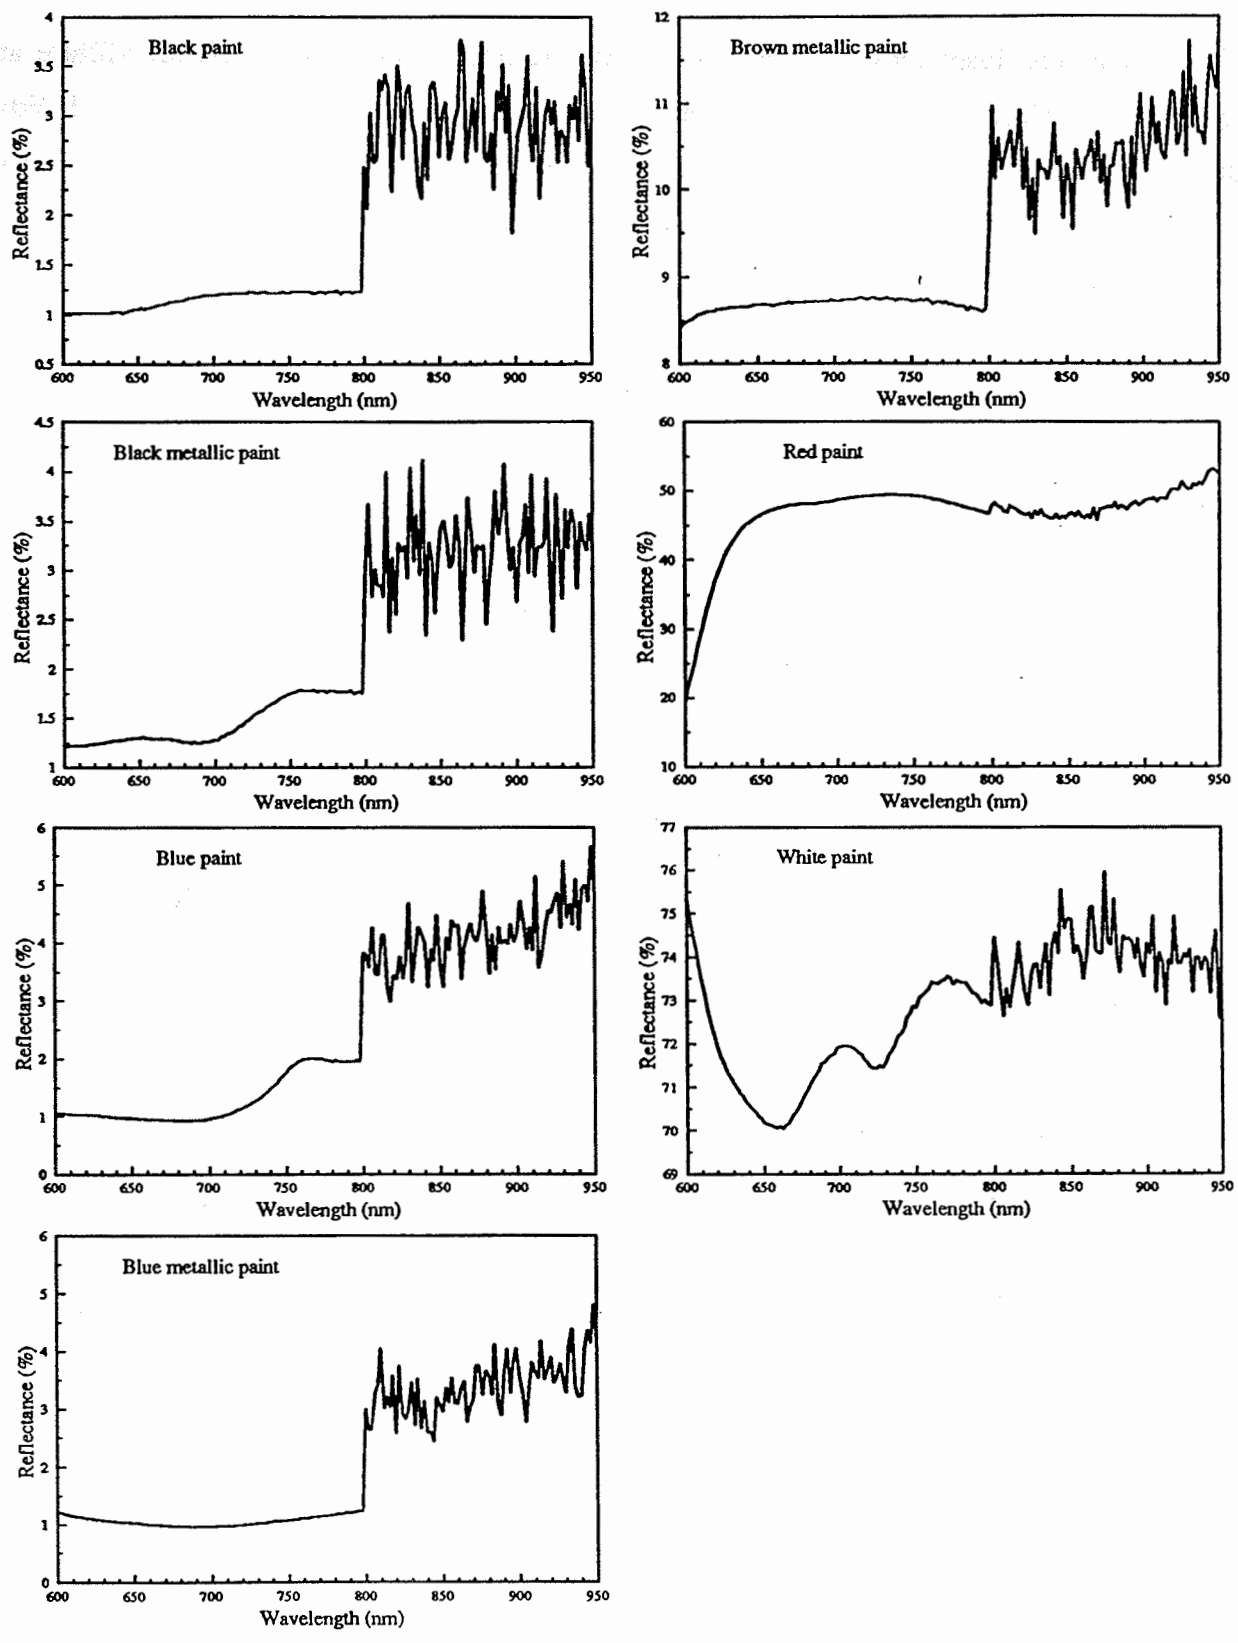 Black paint
Reflectance (%)
4
3.5
3
2.5
2
1.5
1
0.5
600 650 700 750 800 850 900 950
Wavelength (nm)
Brown metallic paint
Reflectance (%)
12
11
10
9
8
600 650 700 750 800 850 900 950
Wavelength (nm)
Black metallic paint
Reflectance (%)
4.5
4
3.5
3
2.5
2
1.5
1
600 650 700 750 800 850 900 950
Wavelength (nm)
Red paint
Reflectance (%)
60
50
40
30
20
10
600 650 700 750 800 850 900 950
Wavelength (nm)
Blue paint
Reflectance (%)
6
5
4
3
2
1
0
600 650 700 750 800 850 900 950
Wavelength (nm)
White paint
Reflectance (%)
77
76
75
74
73
72
71
70
69
600 650 700 750 800 850 900 950
Wavelength (nm)
Blue metallic paint
Reflectance (%)
6
5
4
3
2
1
0
600 650 700 750 800 850 900 950
Wavelength (nm)